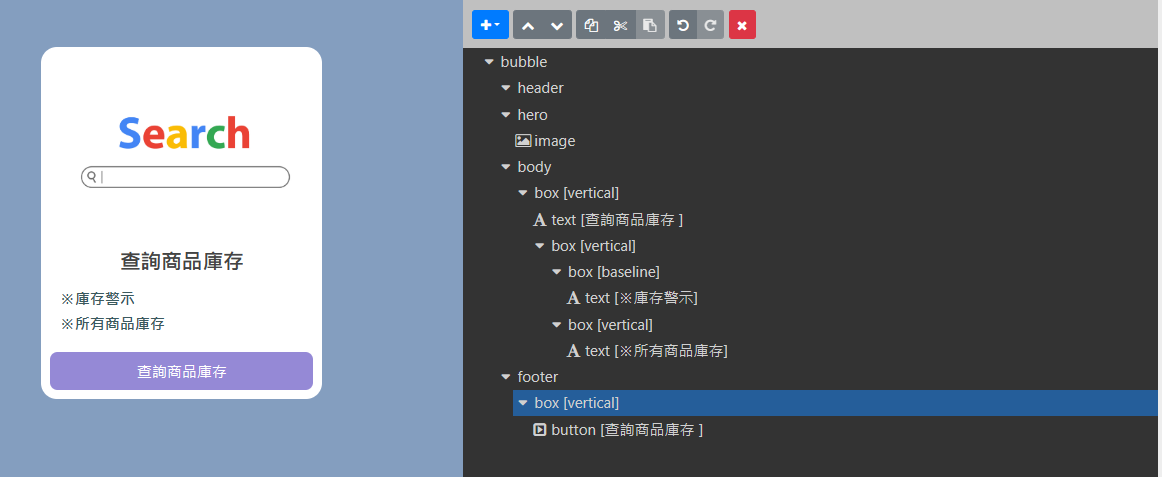 Search
查詢商品庫存
※庫存警示
※所有商品庫存
查詢商品庫存
bubble
header
hero
image
body
box [vertical]
text [查詢商品庫存 ]
box [vertical]
box [baseline]
text [※庫存警示]
box [vertical]
text [※所有商品庫存]
footer
box [vertical]
button [查詢商品庫存 ]